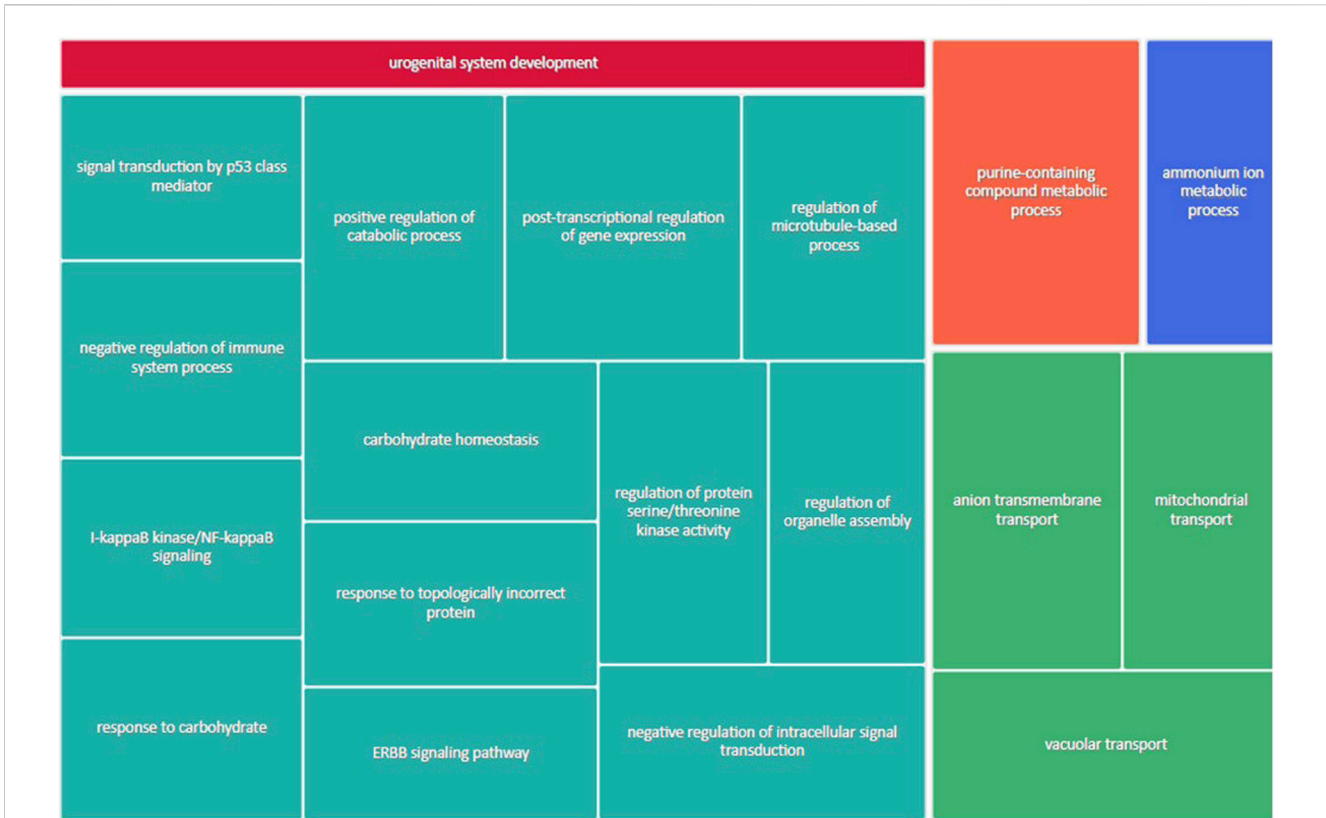 urogenital system development
signal transduction by p53 class
mediator
positive regulation of
catabolic process
post-transcriptional regulation
of gene expression
regulation of
microtubule-based
process
purine-containing
compound metabolic
process
ammonium ion
metabolic
process
negative regulation of immune
system process
carbohydrate homeostasis
regulation of protein
serine/threonine
kinase activity
regulation of
organelle assembly
anion transmembrane
transport
mitochondrial
transport
I-kappaB kinase/NF-kappaB
signaling
response to topologically incorrect
protein
response to carbohydrate
ERBB signaling pathway
negative regulation of intracellular signal
transduction
vacuolar transport